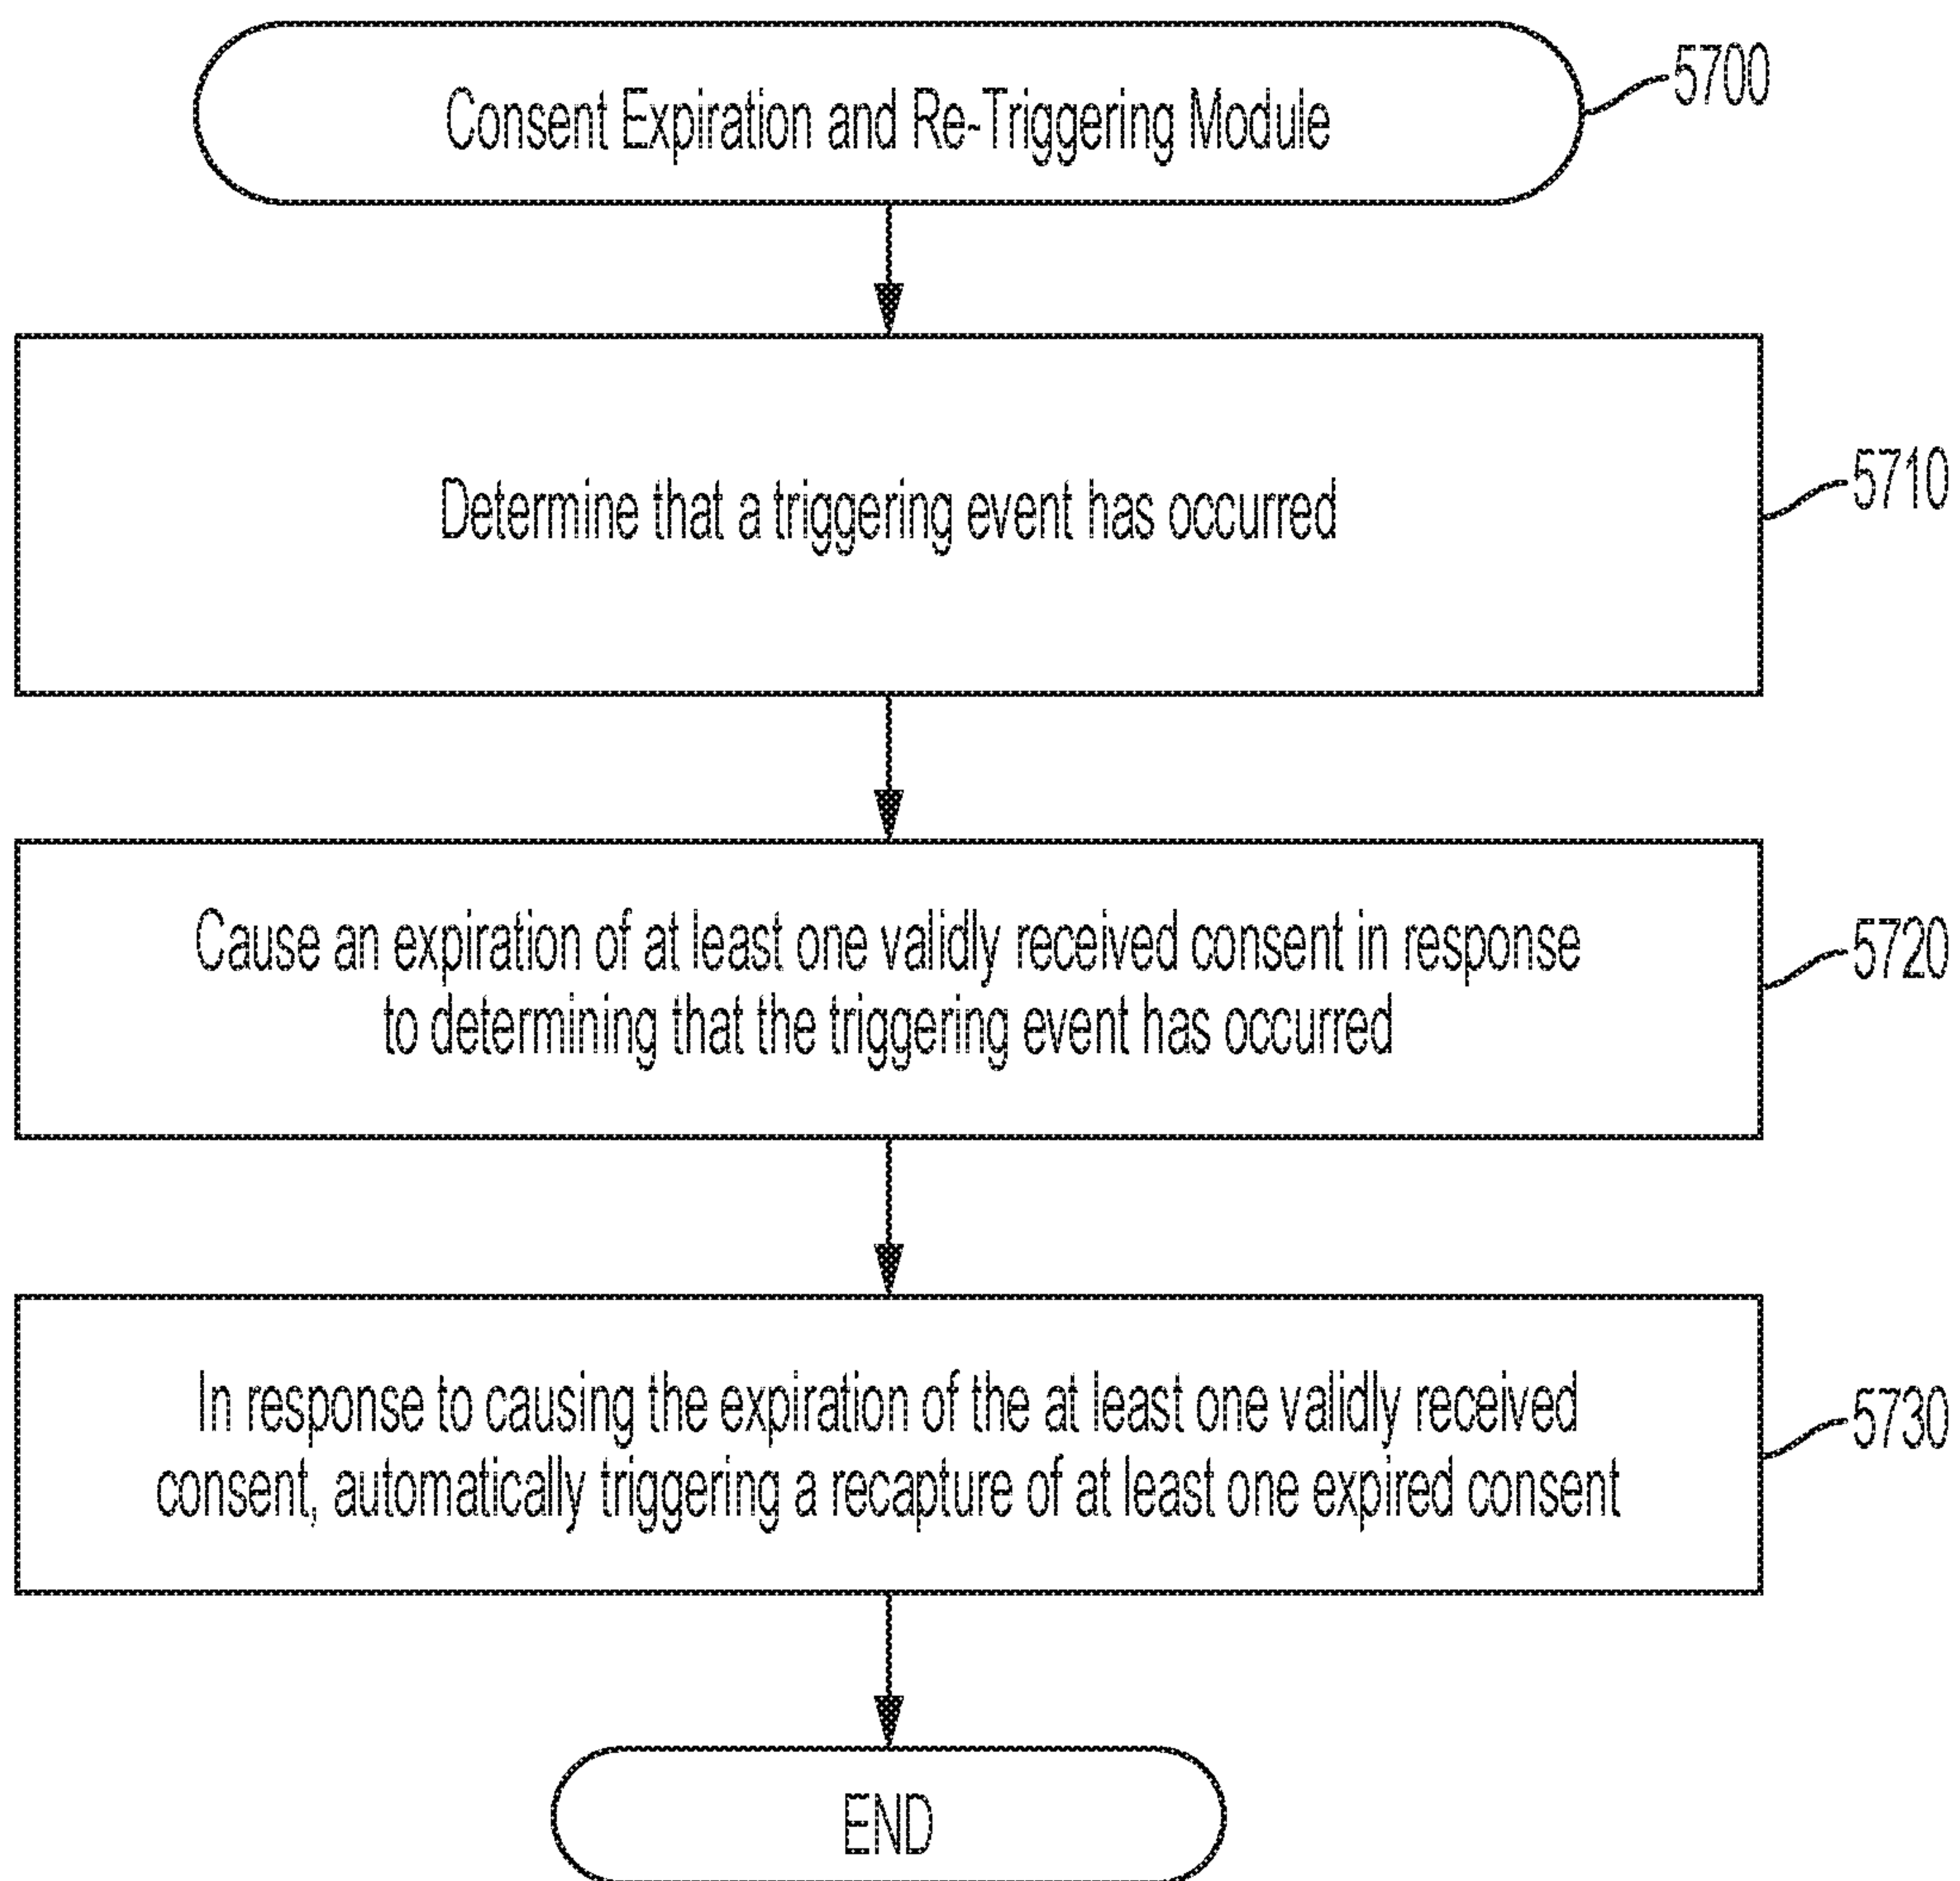 Consent Expiration and Re-Triggering Module
5700
Determine that a triggering event has occurred
5710
Cause an expiration of at least one validly received consent in response
to determining that the triggering event has occurred
5720
In response to causing the expiration of the at least one validly received
consent, automatically triggering a recapture of at least one expired consent
5730
END